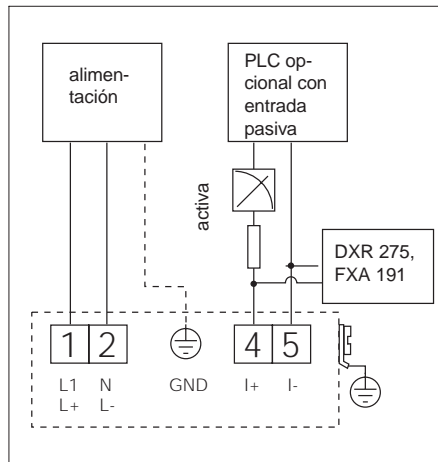 alimen-
tación
PLC op-
cional con
entrada
pasiva
activa
DXR 275,
FXA 191
1 2 4 5
L1 N GND I+ I-
L+ L-